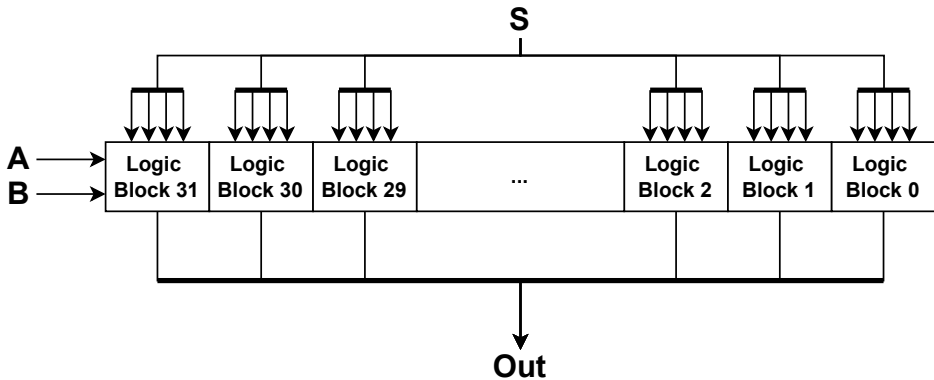 S
A
B
Logic Block 31
Logic Block 30
Logic Block 29
...
Logic Block 2
Logic Block 1
Logic Block 0
Out